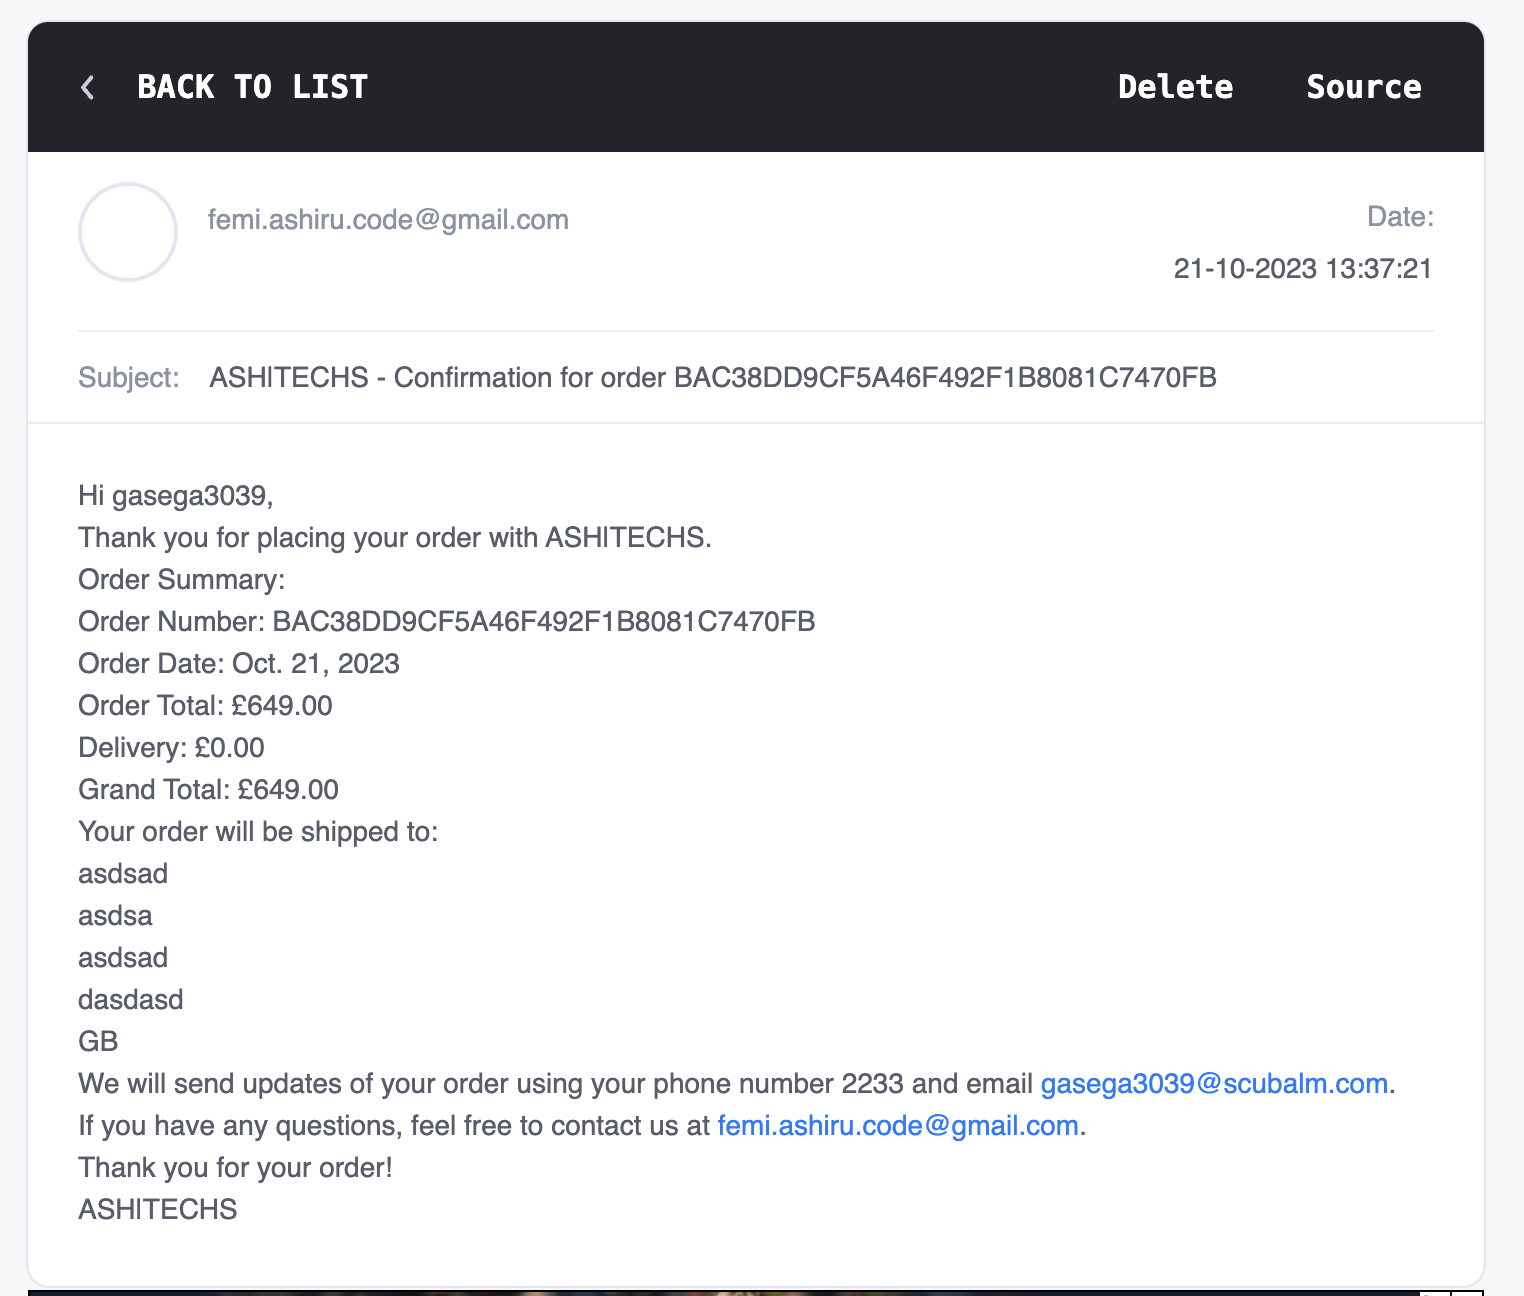 BACK TO LIST
Delete
Source
femi.ashiru.code@gmail.com
Date:
21-10-2023 13:37:21
Subject: ASHITECHS - Confirmation for order BAC38DD9CF5A46F492F1B8081C7470FB
Hi gasega3039,
Thank you for placing your order with ASHITECHS.
Order Summary:
Order Number: BAC38DD9CF5A46F492F1B8081C7470FB
Order Date: Oct. 21, 2023
Order Total: £649.00
Delivery: £0.00
Grand Total: £649.00
Your order will be shipped to:
asdsad
asdsa
asdsad
dasdasd
GB
We will send updates of your order using your phone number 2233 and email gasega3039@scubalm.com.
If you have any questions, feel free to contact us at femi.ashiru.code@gmail.com.
Thank you for your order!
ASHITECHS